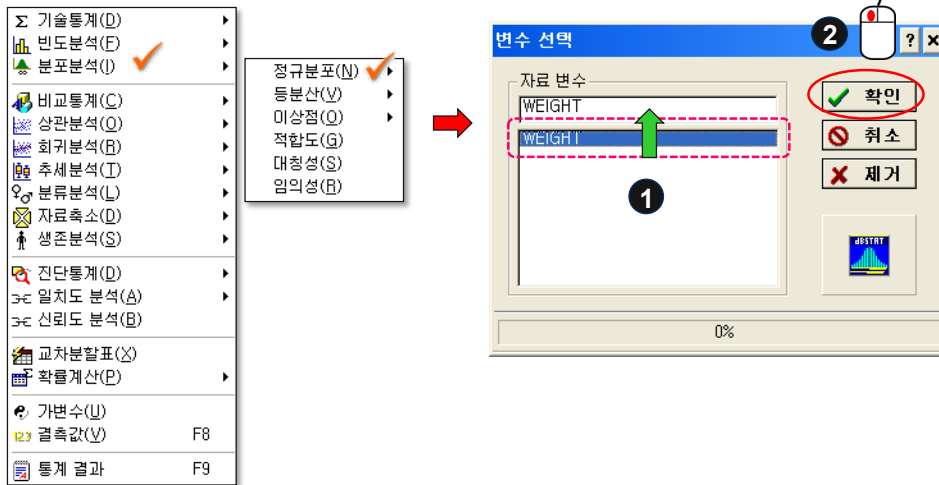 기술통계(D)
빈도분석(F)
분포분석(I)
비교통계(C)
상관분석(O)
회귀분석(R)
추세분석(T)
분류분석(L)
자료축소(D)
생존분석(S)
진단통계(D)
일치도 분석(A)
신뢰도 분석(B)
교차분할표(X)
확률계산(P)
가변수(U)
123 결측값(V) F8
통계 결과 F9
정규분포(N)
등분산(V)
이상점(O)
적합도(G)
대칭성(S)
임의성(R)
변수 선택
2
?
자료 변수
WEIGHT
WEIGHT
1
확인
취소
제거
dBSTAT
0%